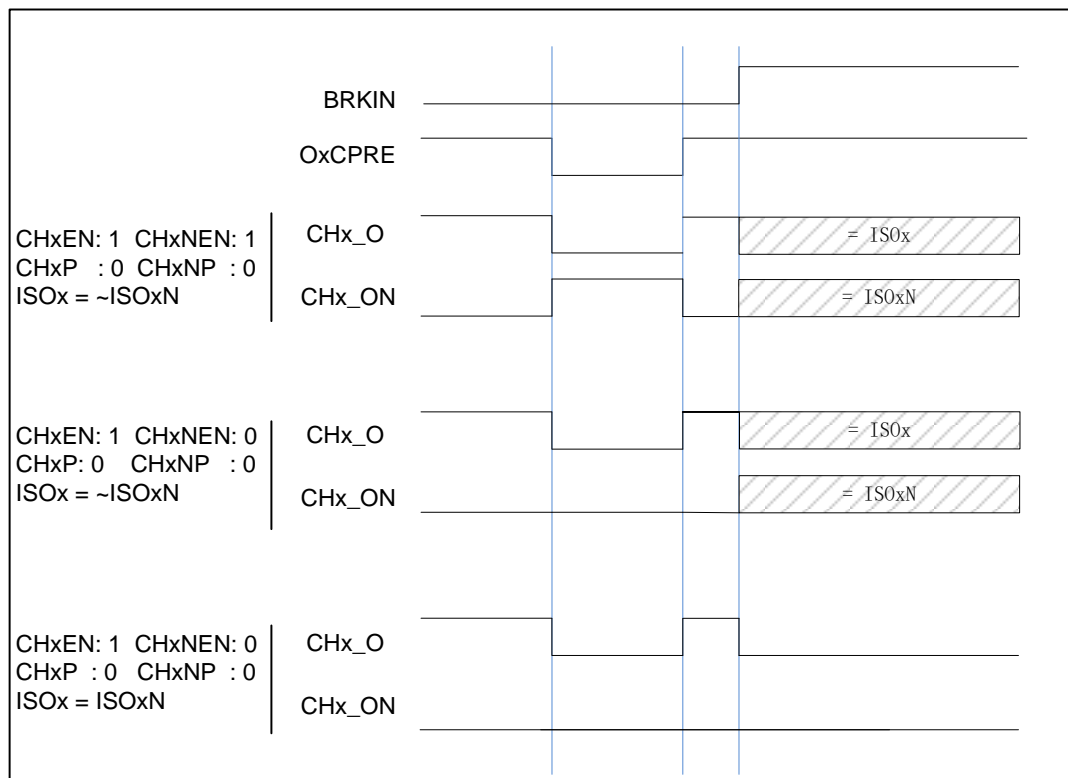 BRKIN
OxCPRE
CHxEN: 1 CHxNEN: 1
CHxP : 0 CHxNP : 0
ISOx = ~ISOxN
CHx_O
= ISOx
CHx_ON
= ISOxN
CHxEN: 1 CHxNEN: 0
CHxP: 0 CHxNP : 0
ISOx = ~ISOxN
CHx_O
= ISOx
CHx_ON
= ISOxN
CHxEN: 1 CHxNEN: 0
CHxP : 0 CHxNP : 0
ISOx = ISOxN
CHx_O
CHx_ON